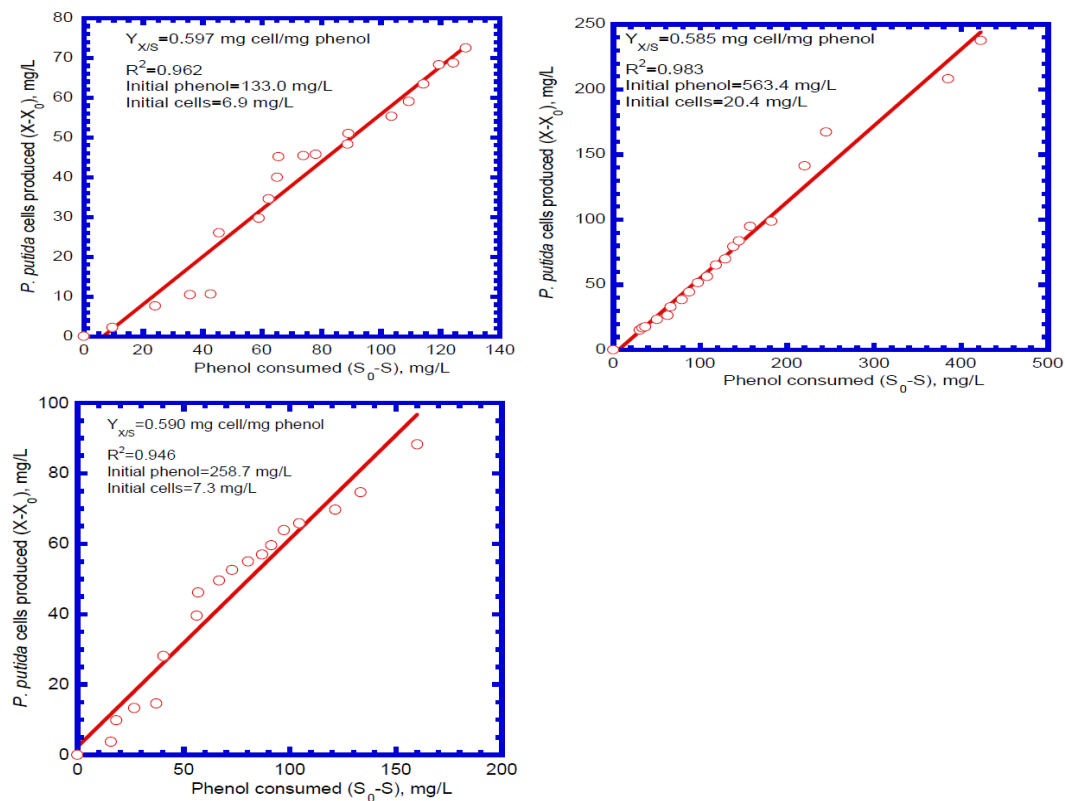 Y_X/S=0.597 mg cell/mg phenol
R²=0.962
Initial phenol=133.0 mg/L
Initial cells=6.9 mg/L
P. putida cells produced (X-X₀), mg/L
80
70
60
50
40
30
20
10
0
0 20 40 60 80 100 120 140
Phenol consumed (S₀-S), mg/L
Y_X/S=0.585 mg cell/mg phenol
R²=0.983
Initial phenol=563.4 mg/L
Initial cells=20.4 mg/L
P. putida cells produced (X-X₀), mg/L
250
200
150
100
50
0
0 100 200 300 400 500
Phenol consumed (S₀-S), mg/L
Y_X/S=0.590 mg cell/mg phenol
R²=0.946
Initial phenol=258.7 mg/L
Initial cells=7.3 mg/L
P. putida cells produced (X-X₀), mg/L
100
80
60
40
20
0
0 50 100 150 200
Phenol consumed (S₀-S), mg/L